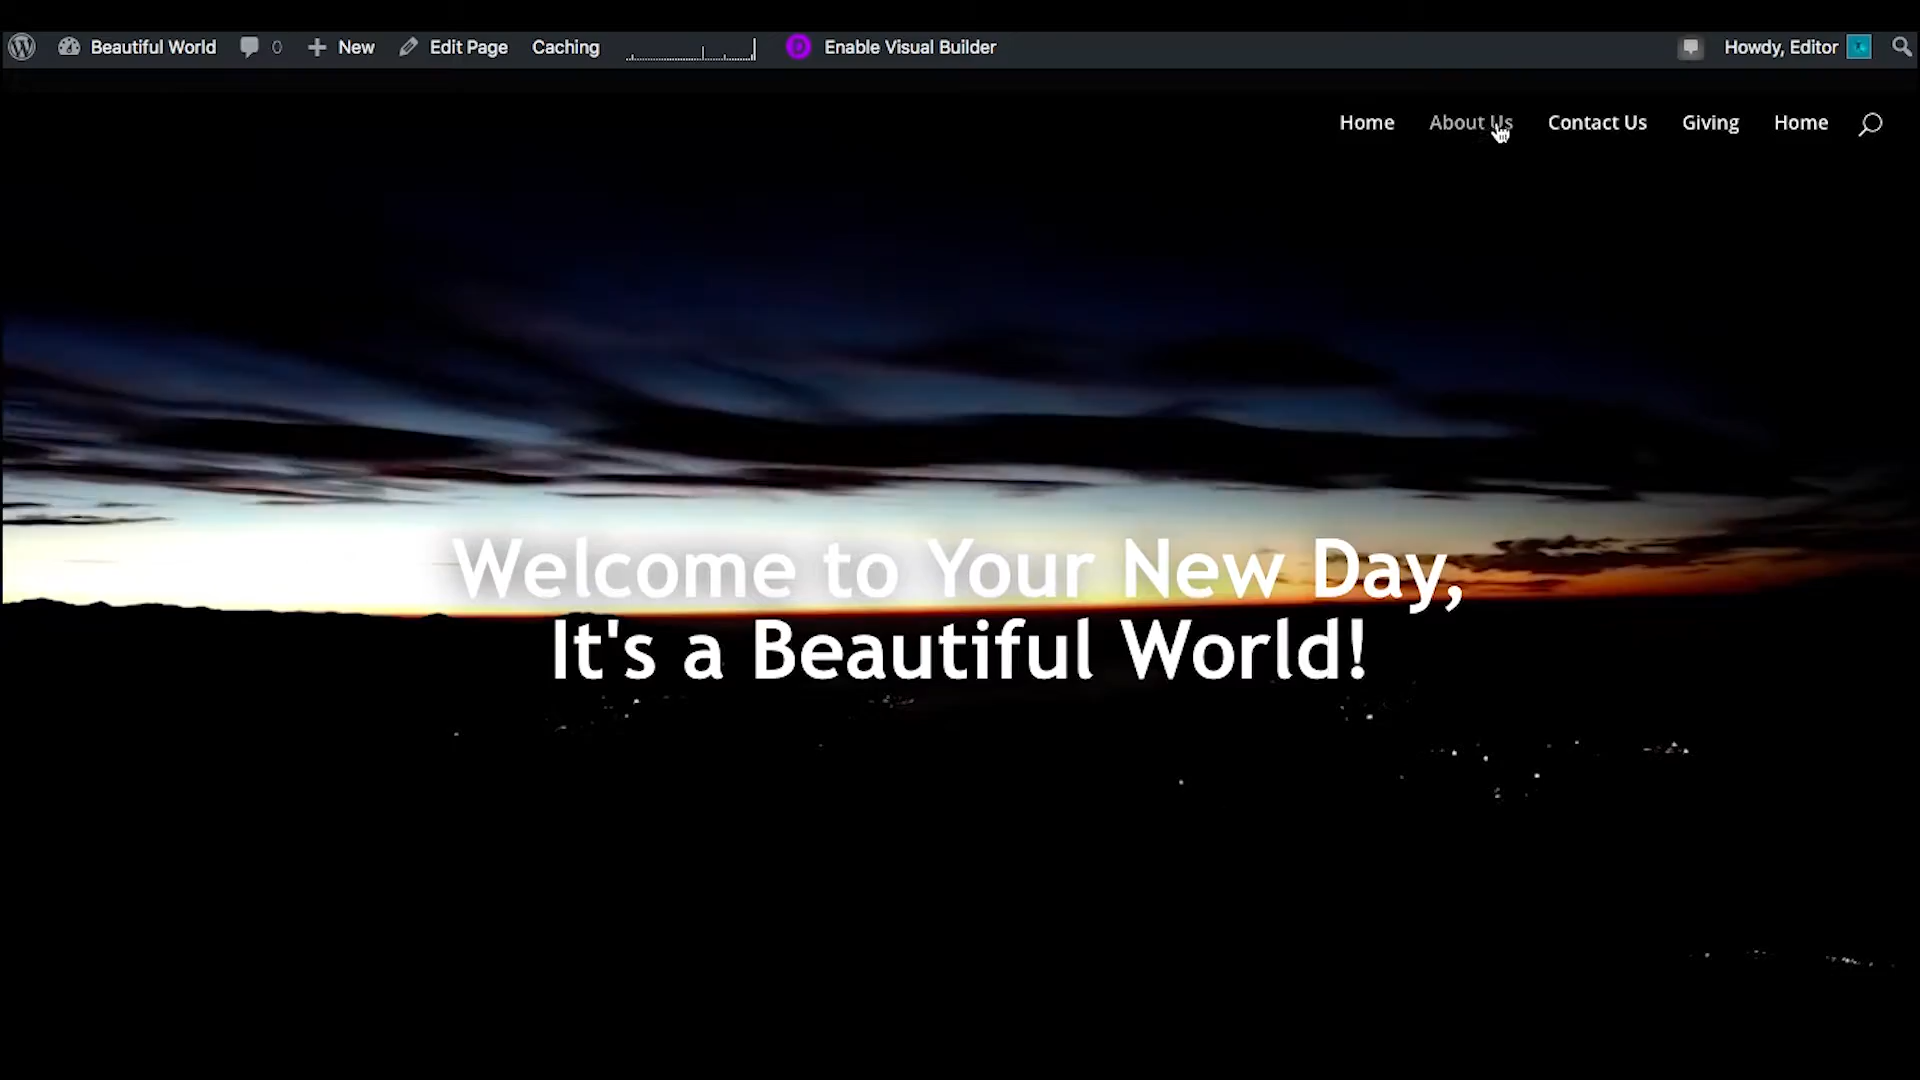 Beautiful World 0 New Edit Page Caching Enable Visual Builder Howdy, Editor
Home About Us Contact Us Giving Home
Welcome to Your New Day,
It's a Beautiful World!